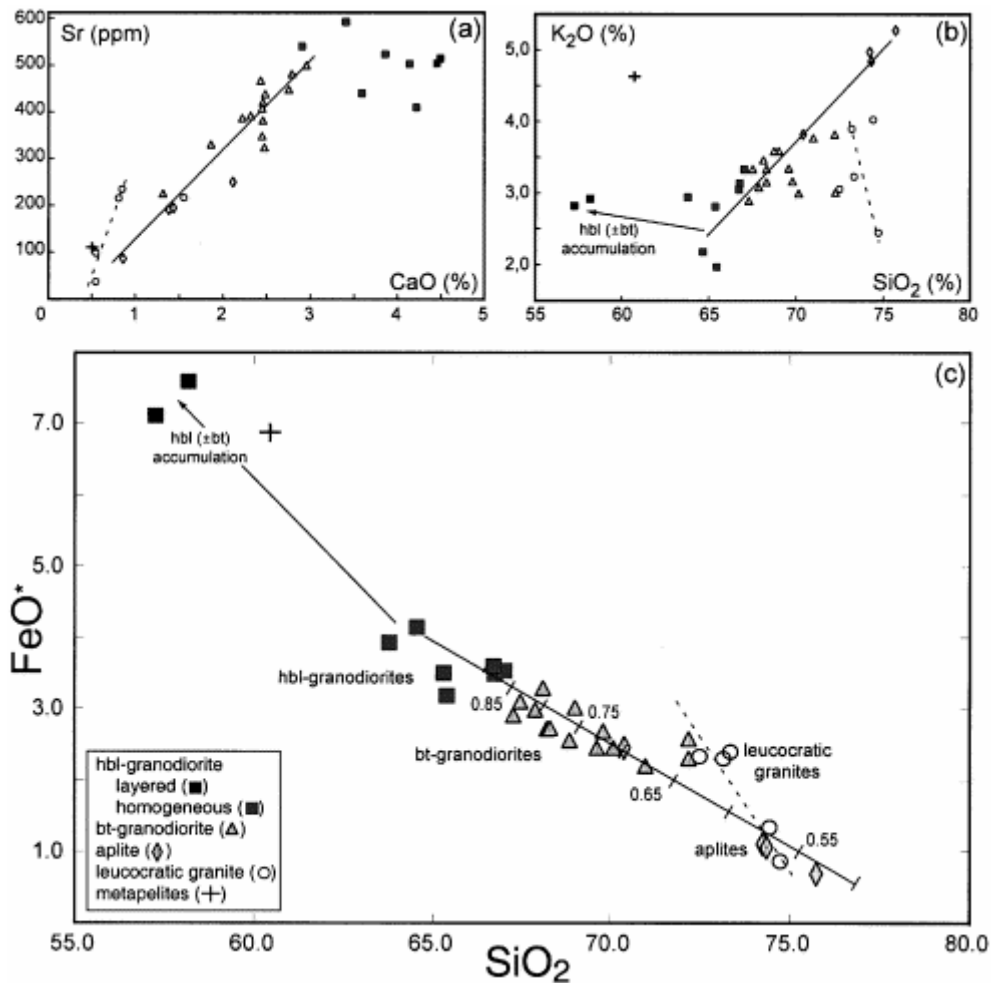 Sr (ppm)
(a)
600
500
400
300
200
100
0
1
2
3
4
5
CaO (%)
K2O (%)
(b)
5,0
4,0
3,0
2,0
hbl (±bt)
accumulation
SiO2 (%)
55
60
65
70
75
80
(c)
7.0
5.0
3.0
1.0
FeO*
hbl (±bt)
accumulation
hbl-granodiorites
0.85
0.75
bt-granodiorites
0.65
leucocratic
granites
0.55
aplites
hbl-granodiorite
layered (■)
homogeneous (■)
bt-granodiorite (△)
aplite (◊)
leucocratic granite (○)
metapelites (+)
55.0
60.0
65.0
70.0
75.0
80.0
SiO2